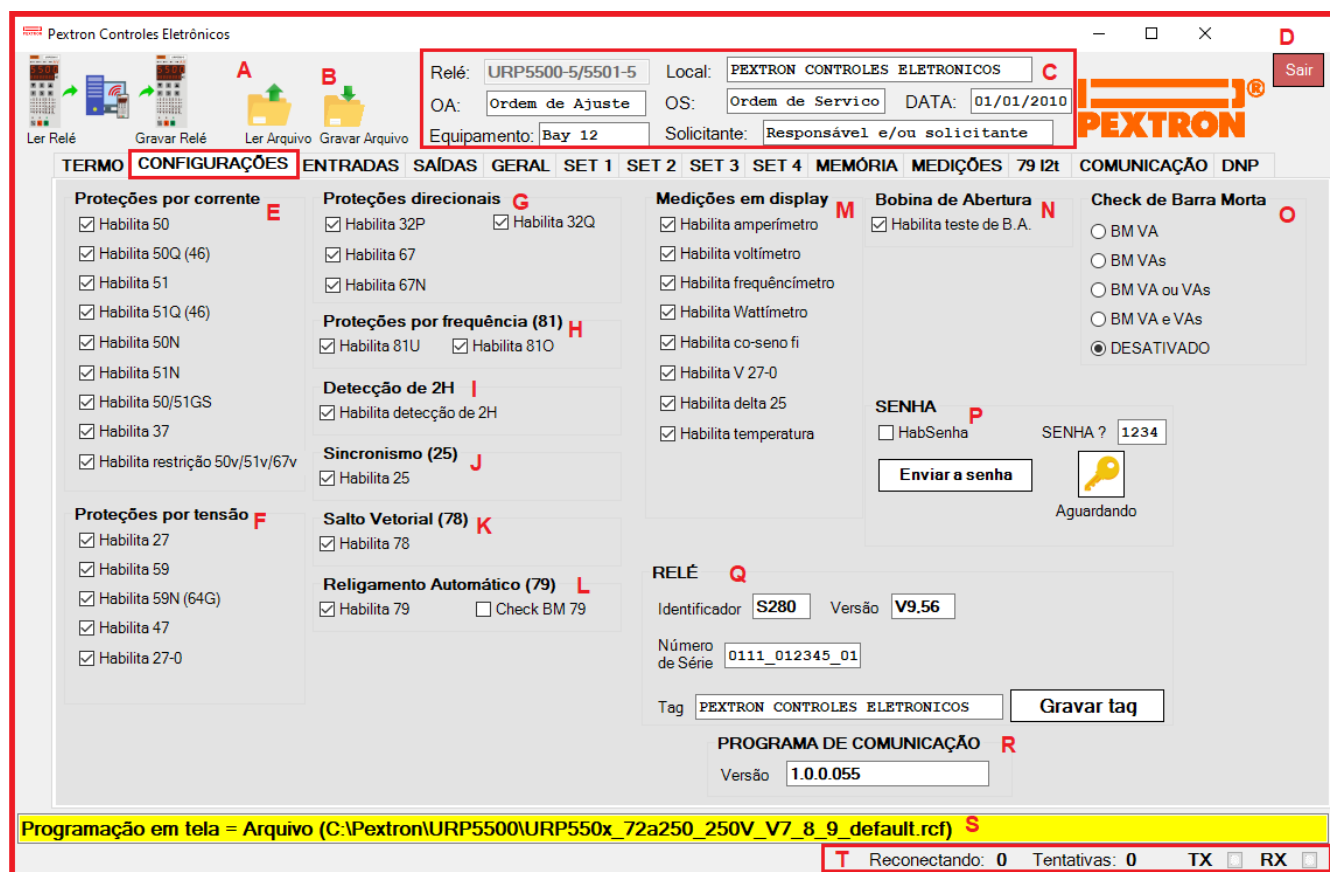 Pextron Controles Eletrônicos
D
Sair
A
B
C
Relé: URP5500-5/5501-5 Local: PEXTRON CONTROLES ELETRONICOS
OA: Ordem de Ajuste OS: Ordem de Servico DATA: 01/01/2010
Equipamento: Bay 12 Solicitante: Responsável e/ou solicitante
PEXTRON
Ler Relé Gravar Relé Ler Arquivo Gravar Arquivo
TERMO CONFIGURAÇÕES ENTRADAS SAÍDAS GERAL SET 1 SET 2 SET 3 SET 4 MEMÓRIA MEDIÇÕES 79 I2t COMUNICAÇÃO DNP
Proteções por corrente E
Habilita 50
Habilita 50Q (46)
Habilita 51
Habilita 51Q (46)
Habilita 50N
Habilita 51N
Habilita 50/51GS
Habilita 37
Habilita restrição 50v/51v/67v
Proteções por tensão F
Habilita 27
Habilita 59
Habilita 59N (64G)
Habilita 47
Habilita 27-0
Proteções direcionais G
Habilita 32P Habilita 32Q
Habilita 67
Habilita 67N
Proteções por frequência (81) H
Habilita 81U Habilita 81O
Detecção de 2H I
Habilita detecção de 2H
Sincronismo (25) J
Habilita 25
Salto Vetorial (78) K
Habilita 78
Religamento Automático (79) L
Habilita 79 Check BM 79
Medições em display M
Habilita amperímetro
Habilita voltímetro
Habilita frequêncímetro
Habilita Wattímetro
Habilita co-seno fi
Habilita V 27-0
Habilita delta 25
Habilita temperatura
Bobina de Abertura N
Habilita teste de B.A.
Check de Barra Morta O
BM VA
BM VAs
BM VA ou VAs
BM VA e VAs
DESATIVADO
SENHA P
HabSenha SENHA ? 1234
Enviar a senha
Aguardando
RELÉ Q
Identificador S280 Versão V9,56
Número
de Série 0111_012345_01
Tag PEXTRON CONTROLES ELETRONICOS Gravar tag
PROGRAMA DE COMUNICAÇÃO R
Versão 1.0.0.055
Programação em tela = Arquivo (C:\Pextron\URP5500\URP550x_72a250_250V_V7_8_9_default.rcf) S
T Reconectando: 0 Tentativas: 0 TX RX